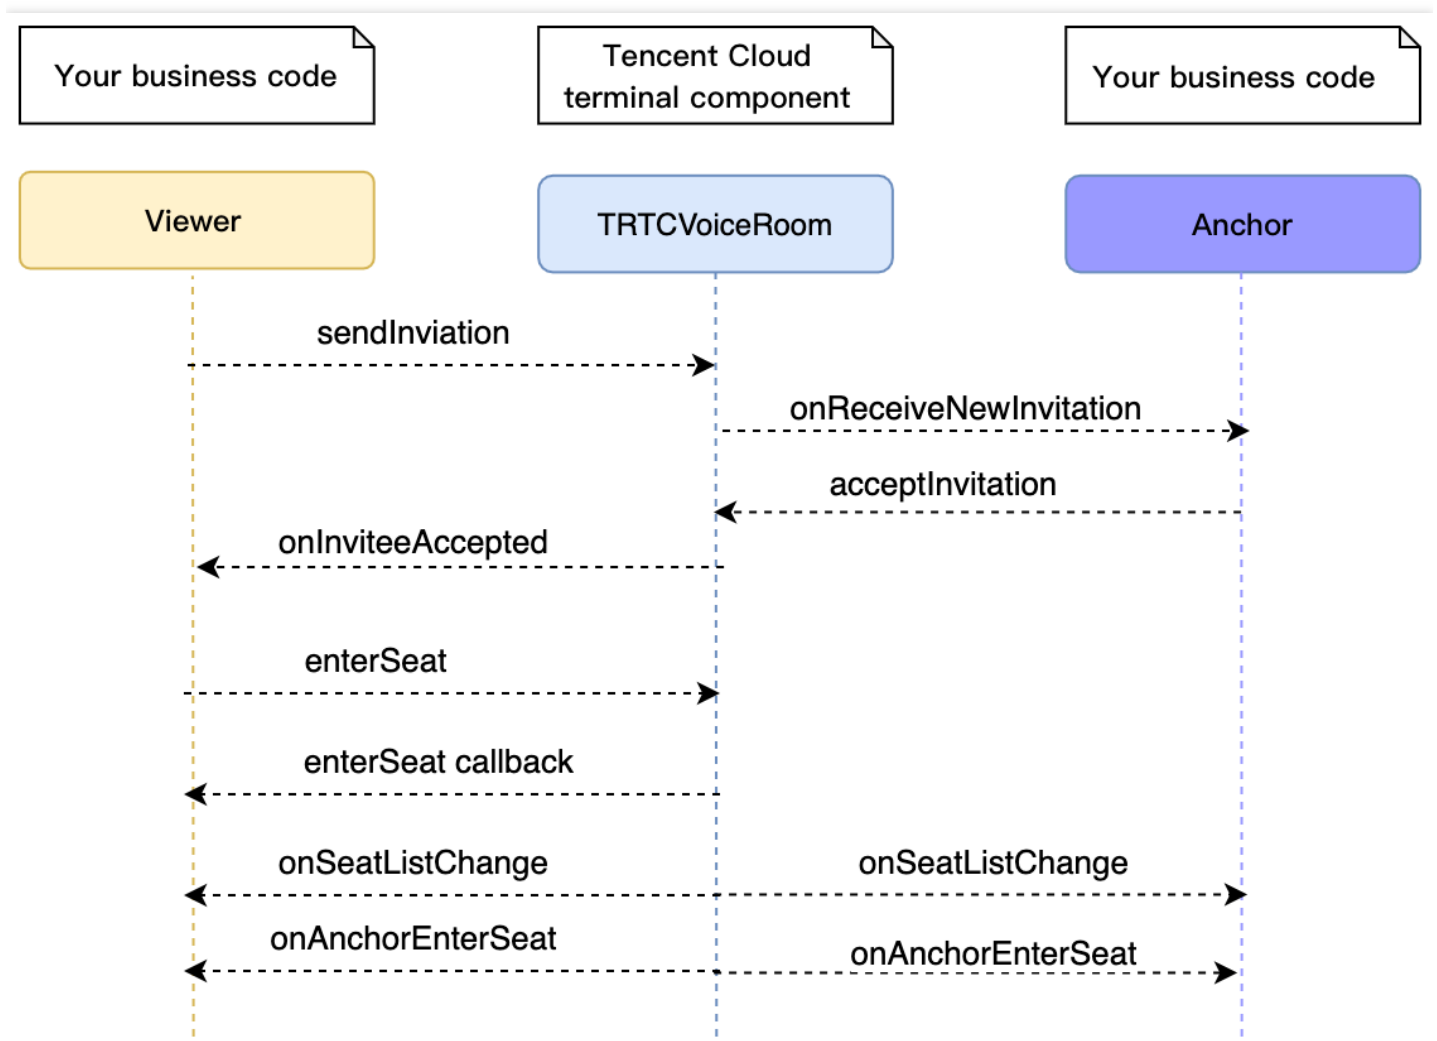 Your business code
Tencent Cloud
terminal component
Your business code
Viewer
TRTCVoiceRoom
Anchor
sendInviation
onReceiveNewInvitation
acceptInvitation
onInviteeAccepted
enterSeat
enterSeat callback
onSeatListChange
onSeatListChange
onAnchorEnterSeat
onAnchorEnterSeat